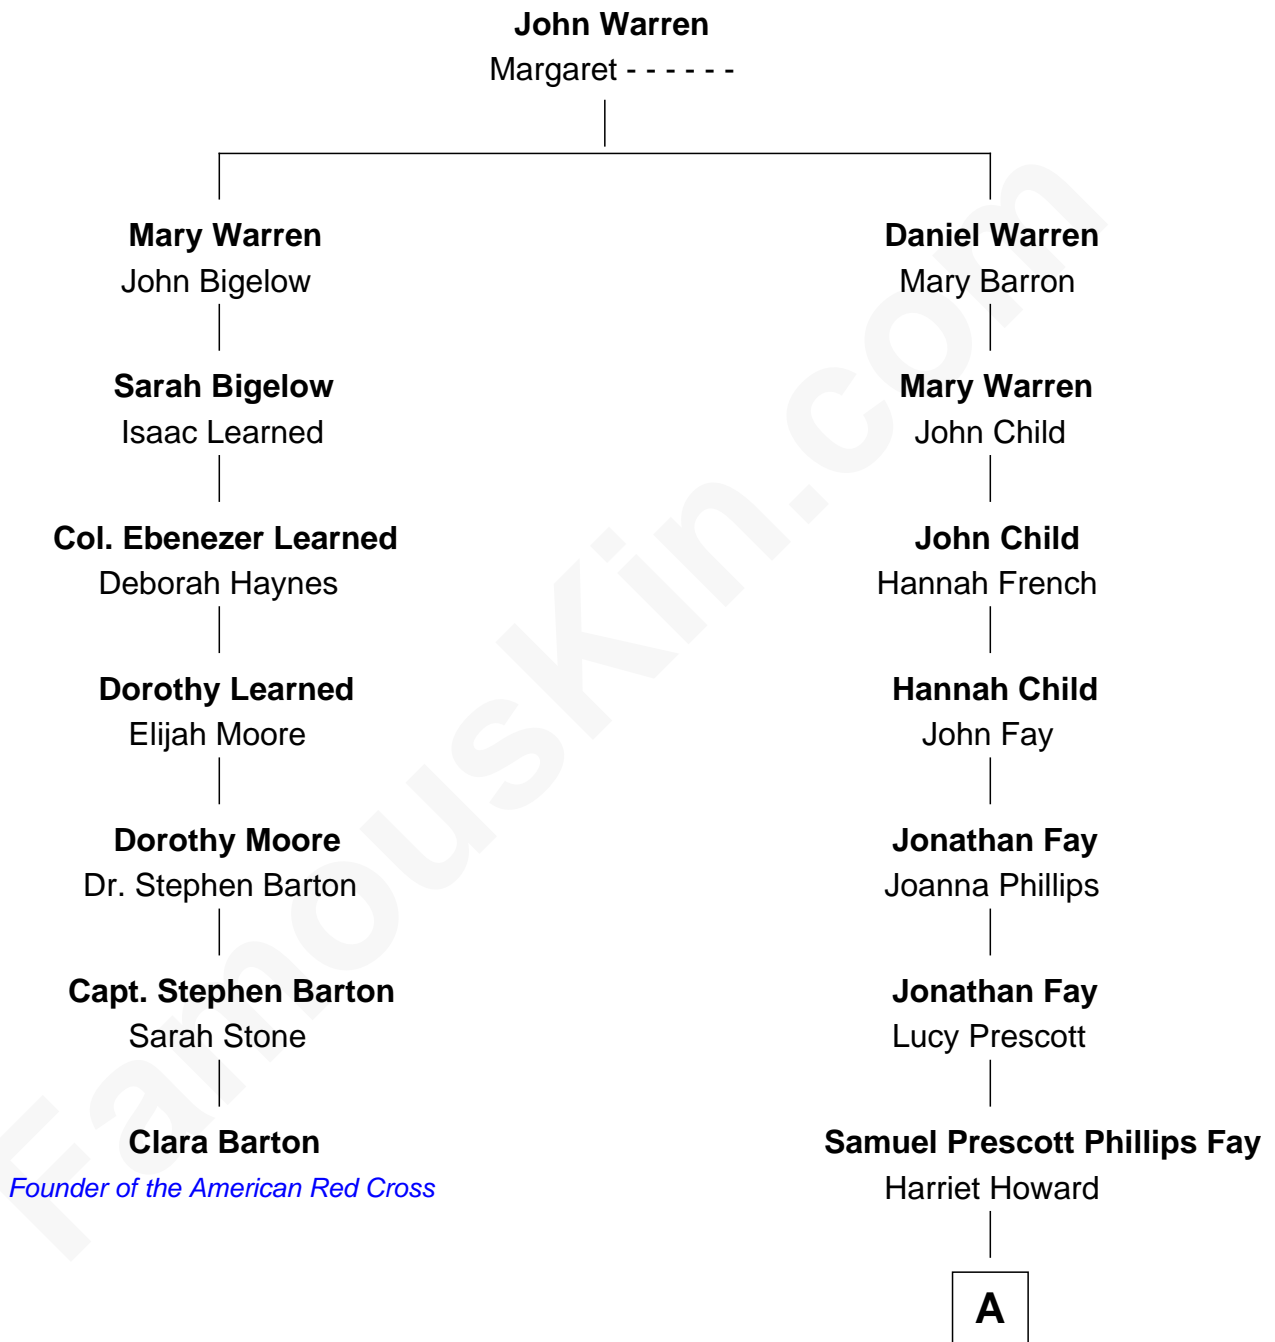 John Warren
Margaret - - - - - -
Mary Warren
John Bigelow
Daniel Warren
Mary Barron
Sarah Bigelow
Isaac Learned
Mary Warren
John Child
Col. Ebenezer Learned
Deborah Haynes
John Child
Hannah French
Dorothy Learned
Elijah Moore
Hannah Child
John Fay
Dorothy Moore
Dr. Stephen Barton
Jonathan Fay
Joanna Phillips
Capt. Stephen Barton
Sarah Stone
Jonathan Fay
Lucy Prescott
Clara Barton
Founder of the American Red Cross
Samuel Prescott Phillips Fay
Harriet Howard
A
FamousKin.com